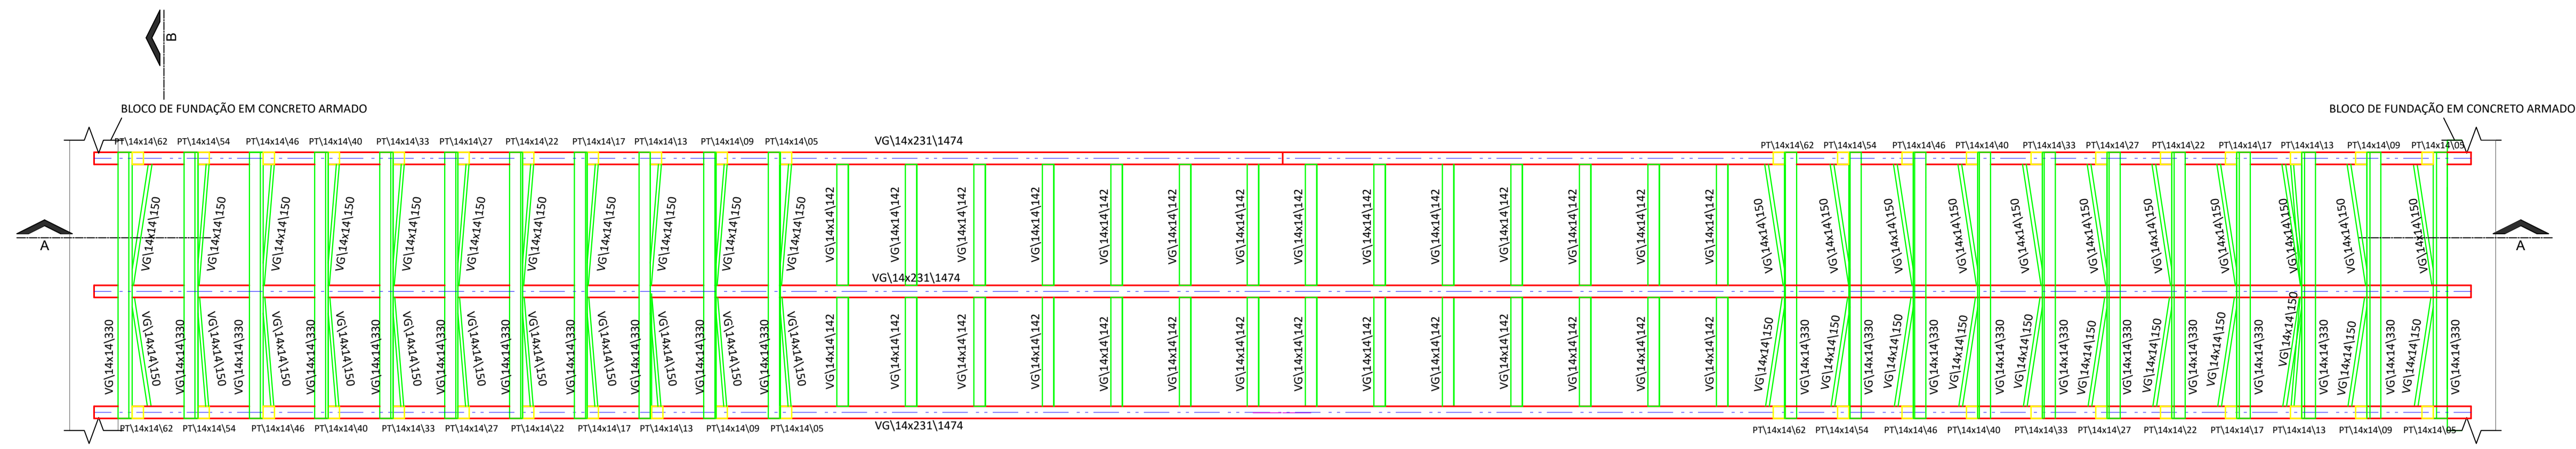 B
BLOCO DE FUNDAÇÃO EM CONCRETO ARMADO
BLOCO DE FUNDAÇÃO EM CONCRETO ARMADO
PT\14x14\62
PT\14x14\54
PT\14x14\46
PT\14x14\40
PT\14x14\33
PT\14x14\27
PT\14x14\22
PT\14x14\17
PT\14x14\13
PT\14x14\09
PT\14x14\05
VG\14x231\1474
PT\14x14\62
PT\14x14\54
PT\14x14\46
PT\14x14\40
PT\14x14\33
PT\14x14\27
PT\14x14\22
PT\14x14\17
PT\14x14\13
PT\14x14\09
PT\14x14\05
A
VG\14x14\150
VG\14x14\150
VG\14x14\150
VG\14x14\150
VG\14x14\150
VG\14x14\150
VG\14x14\150
VG\14x14\150
VG\14x14\150
VG\14x14\150
VG\14x14\150
VG\14x14\142
VG\14x14\142
VG\14x14\142
VG\14x14\142
VG\14x14\142
VG\14x14\142
VG\14x14\142
VG\14x14\142
VG\14x14\142
VG\14x14\142
VG\14x14\142
VG\14x14\142
VG\14x14\142
VG\14x14\142
VG\14x14\150
VG\14x14\150
VG\14x14\150
VG\14x14\150
VG\14x14\150
VG\14x14\150
VG\14x14\150
VG\14x14\150
VG\14x14\150
VG\14x14\150
VG\14x14\150
A
VG\14x231\1474
VG\14x14\330
VG\14x14\150
VG\14x14\330
VG\14x14\150
VG\14x14\330
VG\14x14\150
VG\14x14\330
VG\14x14\150
VG\14x14\330
VG\14x14\150
VG\14x14\330
VG\14x14\150
VG\14x14\330
VG\14x14\150
VG\14x14\330
VG\14x14\150
VG\14x14\330
VG\14x14\150
VG\14x14\330
VG\14x14\150
VG\14x14\330
VG\14x14\150
VG\14x14\142
VG\14x14\142
VG\14x14\142
VG\14x14\142
VG\14x14\142
VG\14x14\142
VG\14x14\142
VG\14x14\142
VG\14x14\142
VG\14x14\142
VG\14x14\142
VG\14x14\142
VG\14x14\142
VG\14x14\142
VG\14x14\150
VG\14x14\330
VG\14x14\150
VG\14x14\330
VG\14x14\150
VG\14x14\330
VG\14x14\150
VG\14x14\330
VG\14x14\150
VG\14x14\330
VG\14x14\150
VG\14x14\330
VG\14x14\150
VG\14x14\330
VG\14x14\150
VG\14x14\330
VG\14x14\150
VG\14x14\330
VG\14x14\150
VG\14x14\330
VG\14x14\150
VG\14x14\330
PT\14x14\62
PT\14x14\54
PT\14x14\46
PT\14x14\40
PT\14x14\33
PT\14x14\27
PT\14x14\22
PT\14x14\17
PT\14x14\13
PT\14x14\09
PT\14x14\05
VG\14x231\1474
PT\14x14\62
PT\14x14\54
PT\14x14\46
PT\14x14\40
PT\14x14\33
PT\14x14\27
PT\14x14\22
PT\14x14\17
PT\14x14\13
PT\14x14\09
PT\14x14\05